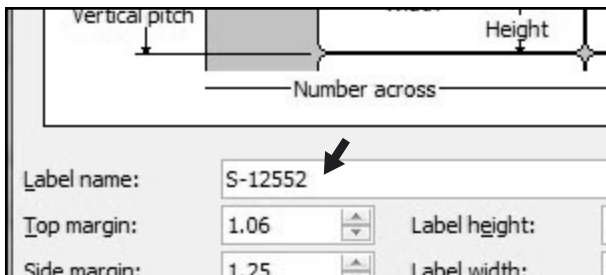 Vertical pitch
Height
Number across
Label name: S-12552
Top margin: 1.06 Label height:
Side margin: 1.25 Label width: